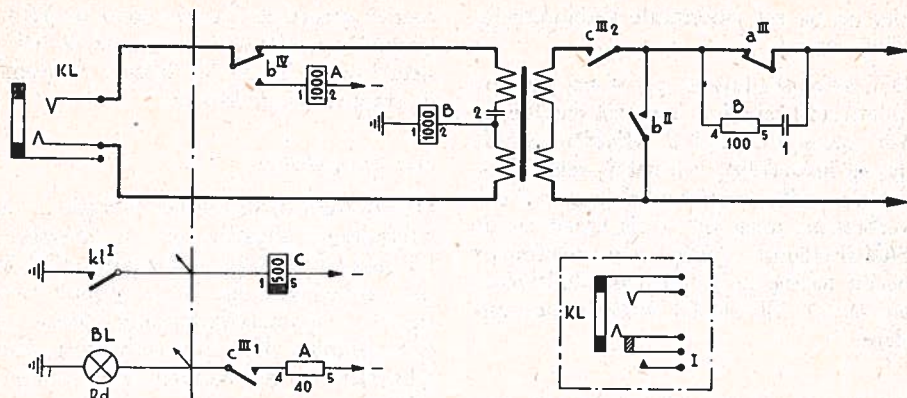 KL
b IV
1 1000 2 A −
1 1000 2 B
2
c III 2
a III
b II
B
4 5
100
1
kl I
1 500 5 C −
BL
Rd
c III 1
A
4 5 −
40
KL
I